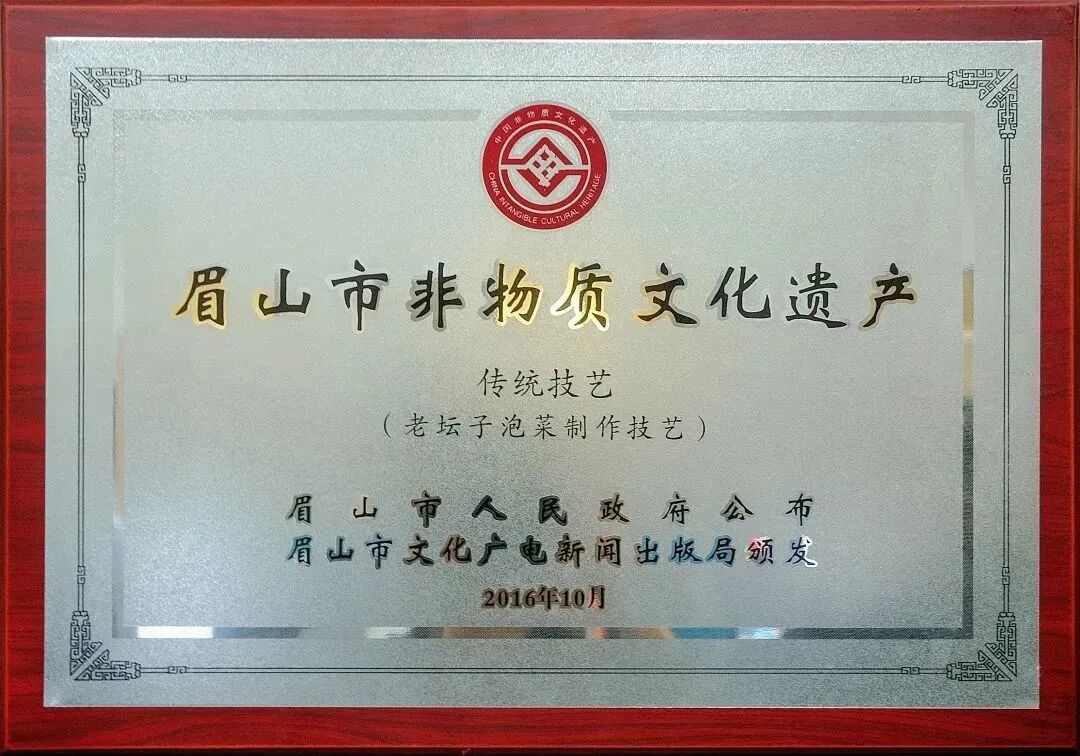 中国非物质文化遗产
CHINA INTANGIBLE CULTURAL HERITAGE
眉山市非物质文化遗产
传统技艺
（老坛子泡菜制作技艺）
眉山市人民政府公布
眉山市文化广电新闻出版局颁发
2016年10月